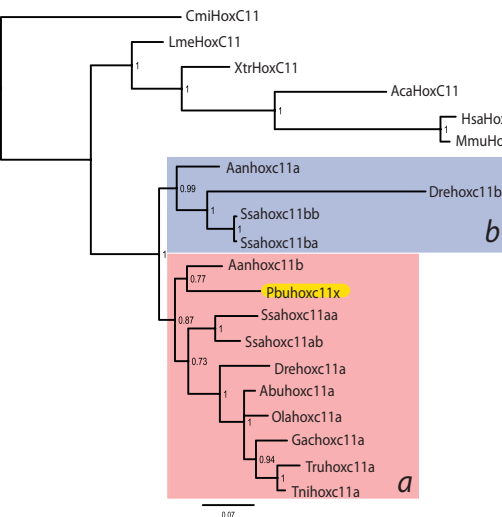 CmiHoxC11
LmeHoxC11
1
XtrHoxC11
1
AcaHoxC11
1
HsaHox
1
MmuHo
Aanhoxc11a
0.99
Drehoxc11b
1
Ssahoxc11bb
1
b
Ssahoxc11ba
1
Aanhoxc11b
0.77
Pbuhoxc11x
Ssahoxc11aa
0.87
1
Ssahoxc11ab
0.73
Drehoxc11a
Abuhoxc11a
1
Olahoxc11a
1
Gachoxc11a
0.94
Truhoxc11a
1
a
Tnihoxc11a
0.07